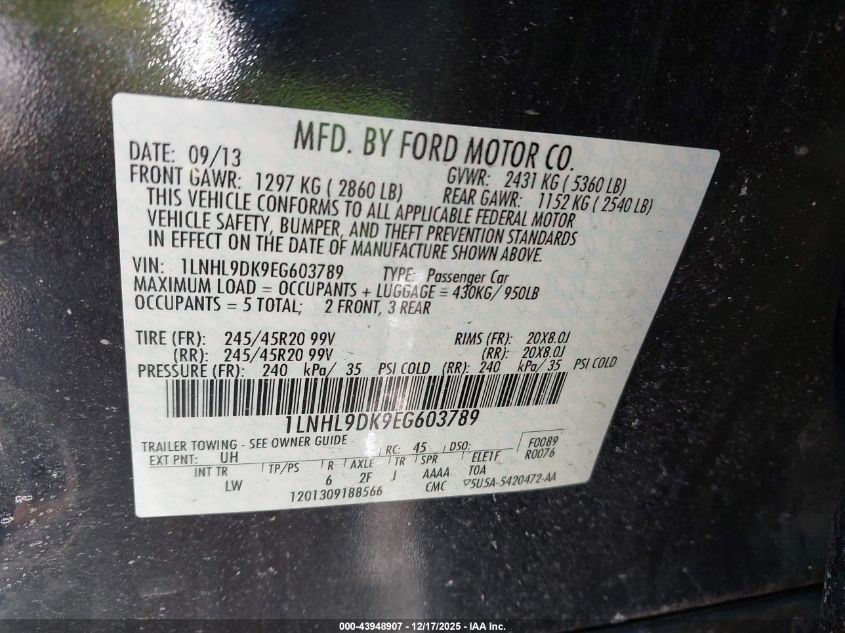 MFD. BY FORD MOTOR CO.
DATE: 09/13 GVWR: 2431 KG ( 5360 LB)
FRONT GAWR: 1297 KG ( 2860 LB) REAR GAWR: 1152 KG ( 2540 LB)
THIS VEHICLE CONFORMS TO ALL APPLICABLE FEDERAL MOTOR
VEHICLE SAFETY, BUMPER, AND THEFT PREVENTION STANDARDS
IN EFFECT ON THE DATE OF MANUFACTURE SHOWN ABOVE.
VIN: 1LNHL9DK9EG603789 TYPE: Passenger Car
MAXIMUM LOAD = OCCUPANTS + LUGGAGE = 430KG/ 950LB
OCCUPANTS = 5 TOTAL; 2 FRONT, 3 REAR
TIRE (FR): 245/45R20 99V RIMS (FR): 20X8.0J
(RR): 245/45R20 99V (RR): 20X8.0J
PRESSURE (FR): 240 kPa/ 35 PSI COLD (RR): 240 kPa/ 35 PSI COLD
1LNHL9DK9EG603789
TRAILER TOWING - SEE OWNER GUIDE F0089
EXT PNT: UH RC: 45 DSO: R0076
INT TR TP/PS R AXLE TR SPR ELE1F
LW 6 2F J AAAA TOA
1201309188566 CMC 5U5A-5420472-AA
000-43948907 - 12/17/2025 - IAA Inc.